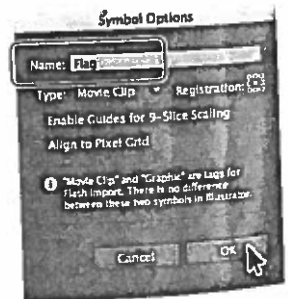 Symbol Options
Name: Flag
Type: Movie Clip Registration:
Enable Guides for 9-Slice Scaling
Align to Pixel Grid
"Movie Clip" and "Graphic" are tags for
Flash import. There is no difference
between these two symbols in Illustrator.
Cancel OK